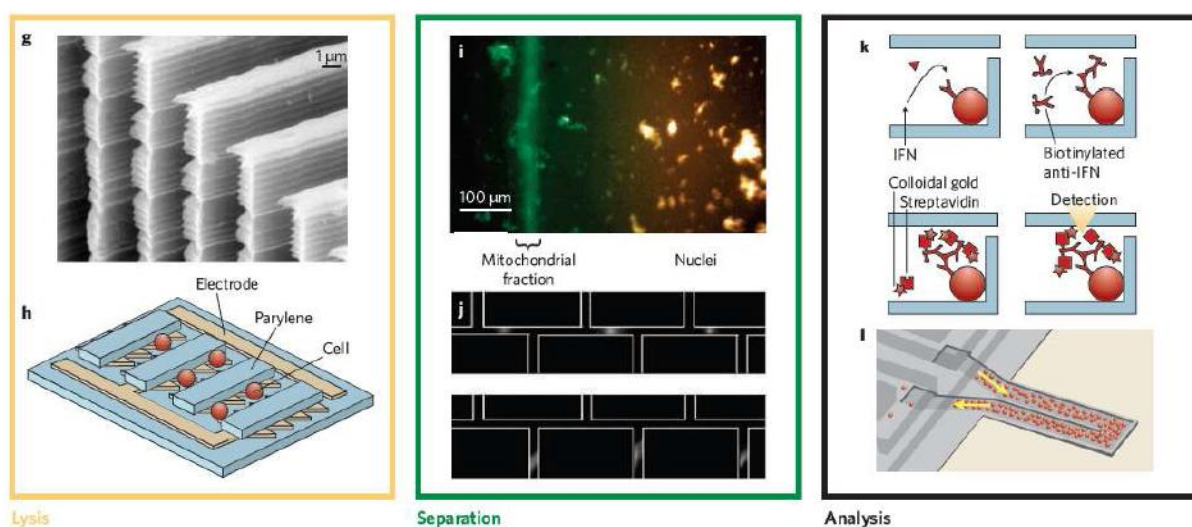 g
1 µm
h
Electrode
Parylene
Cell
Lysis
i
100 µm
Mitochondrial
fraction
Nuclei
j
Separation
k
IFN
Biotinylated
anti-IFN
Colloidal gold
Streptavidin
Detection
l
Analysis